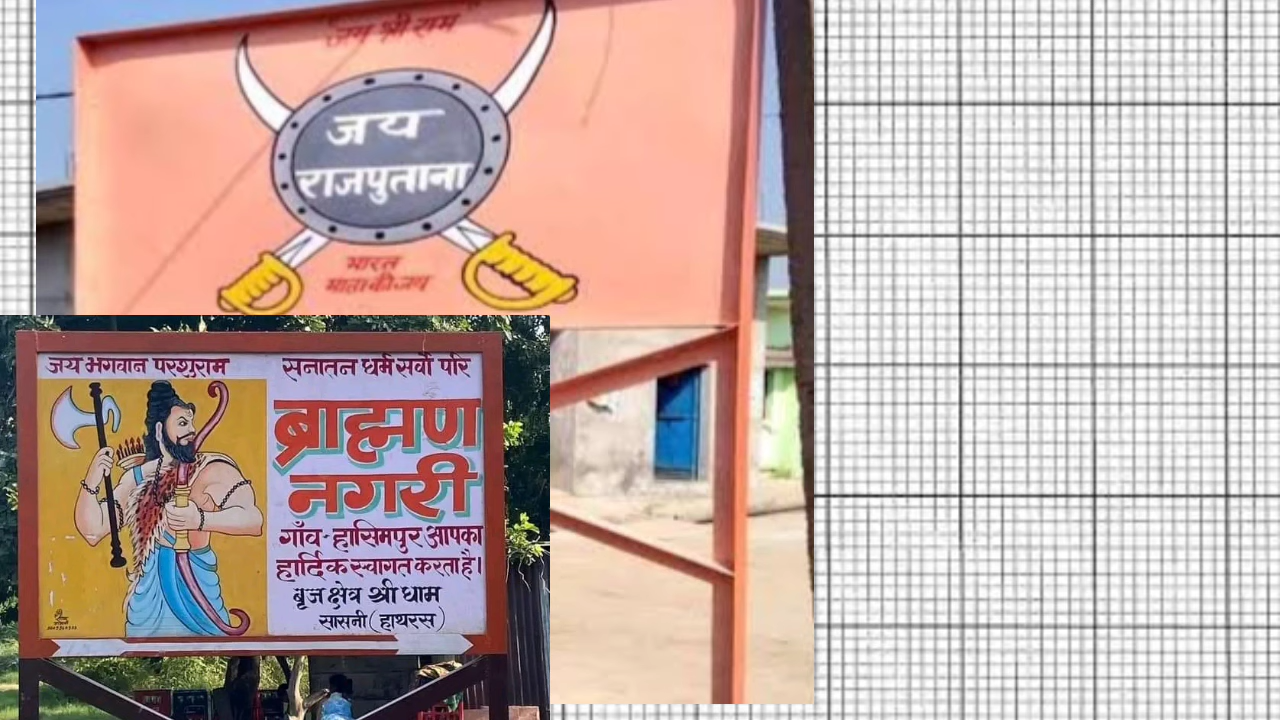 जय श्री राम
जय
राजपुताना
भारत
माता की जय
जय भगवान परशुराम
सनातन धर्म सर्वो परि
ब्राह्मण
नगरी
गाँव-हासिमपुर आपका
हार्दिक स्वागत करता है।
बृज क्षेत्र श्री धाम
सासनी (हाथरस)